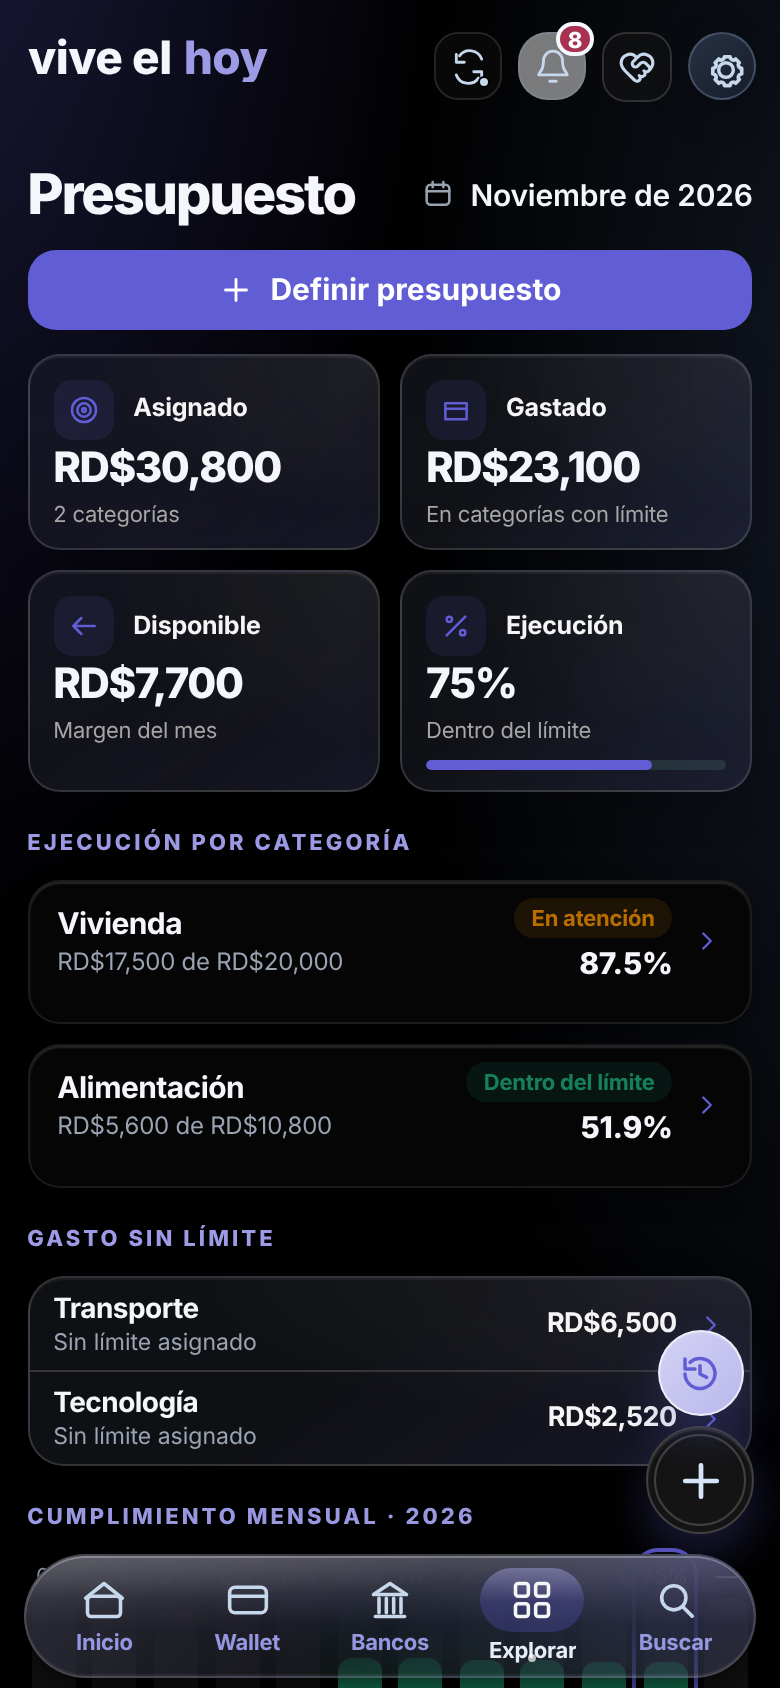 vive el hoy
8
Presupuesto
Noviembre de 2026
Definir presupuesto
Asignado
RD$30,800
2 categorías
Gastado
RD$23,100
En categorías con límite
Disponible
RD$7,700
Margen del mes
Ejecución
75%
Dentro del límite
EJECUCIÓN POR CATEGORÍA
Vivienda
RD$17,500 de RD$20,000
En atención
87.5%
Alimentación
RD$5,600 de RD$10,800
Dentro del límite
51.9%
GASTO SIN LÍMITE
Transporte
Sin límite asignado
RD$6,500
Tecnología
Sin límite asignado
RD$2,520
CUMPLIMIENTO MENSUAL · 2026
Inicio
Wallet
Bancos
Explorar
Buscar